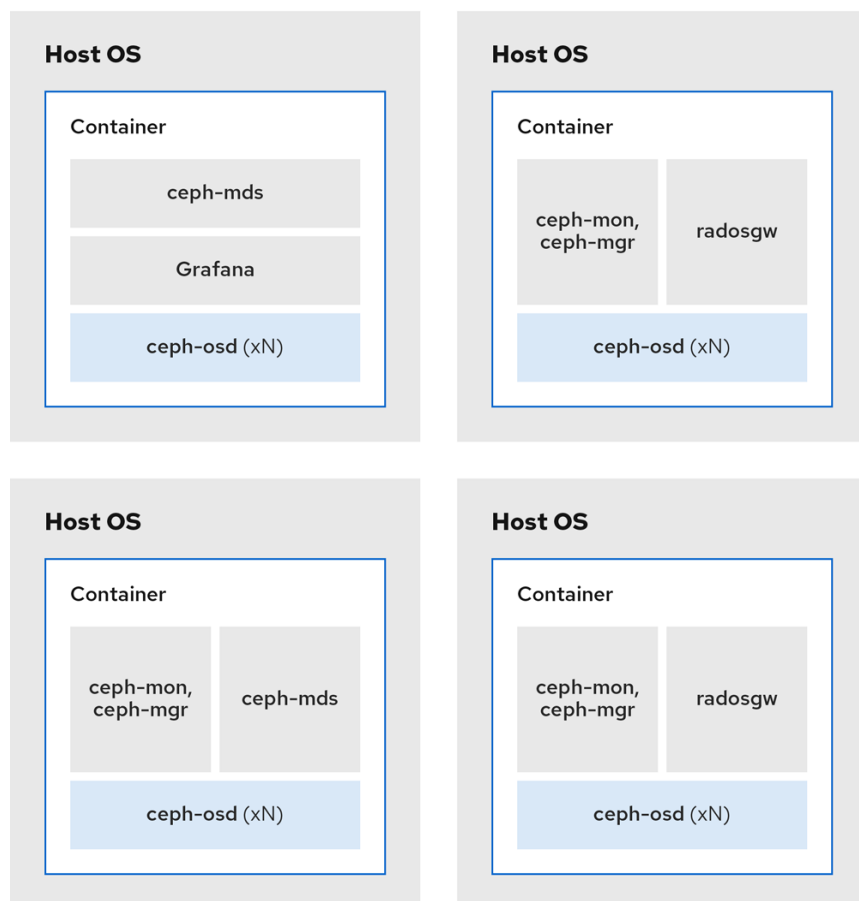 Host OS
Container
ceph-mds
Grafana
ceph-osd (xN)
Host OS
Container
ceph-mon,
ceph-mgr
radosgw
ceph-osd (xN)
Host OS
Container
ceph-mon,
ceph-mgr
ceph-mds
ceph-osd (xN)
Host OS
Container
ceph-mon,
ceph-mgr
radosgw
ceph-osd (xN)